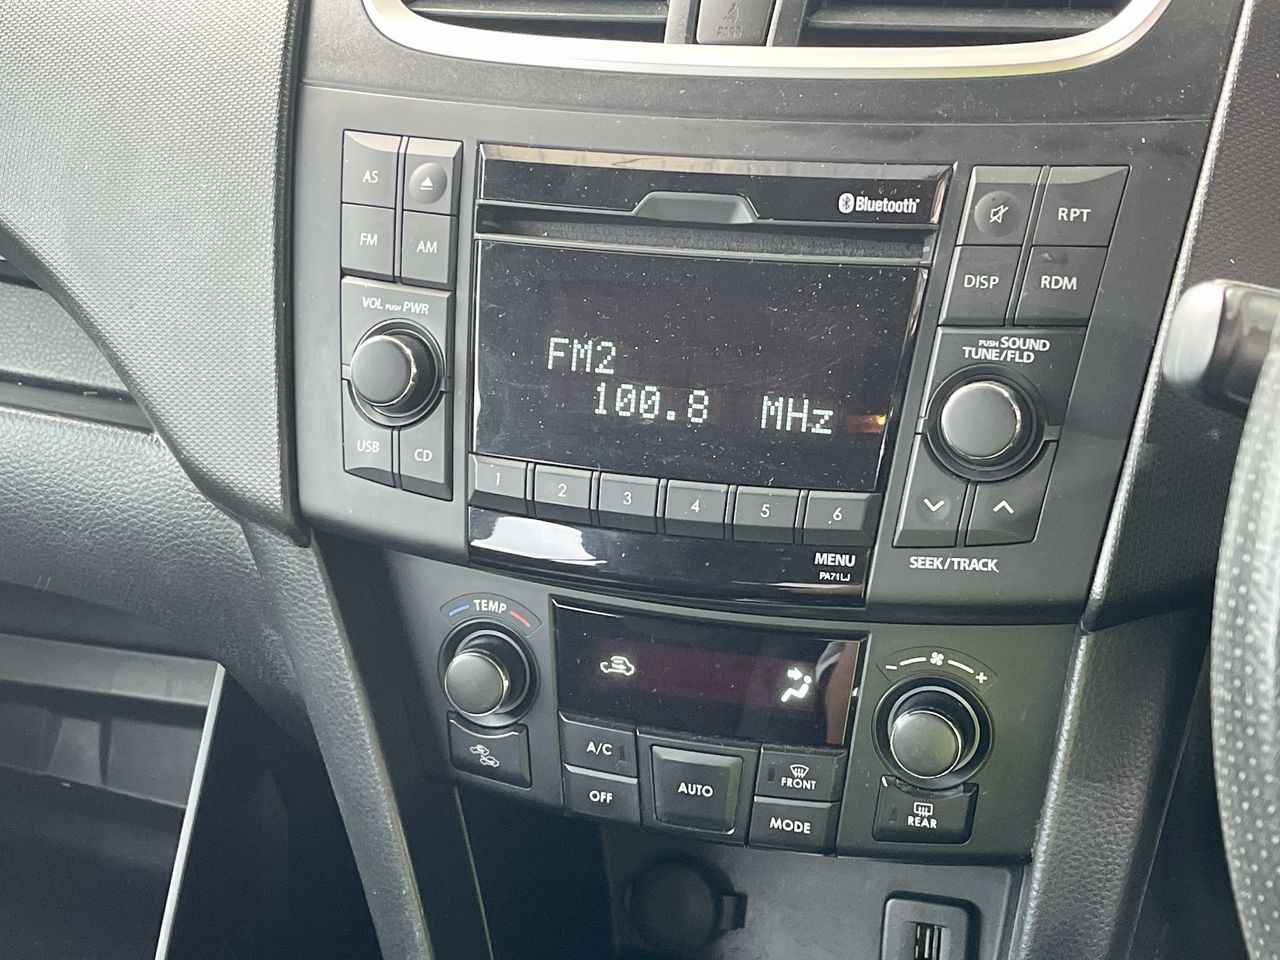 Bluetooth
AS
FM
AM
RPT
DISP
RDM
VOL PUSH PWR
PUSH SOUND
TUNE/FLD
FM2
100.8 MHz
USB
CD
1 2 3 4 5 6
MENU
PA71LJ
SEEK/TRACK
TEMP
- +
A/C
OFF
AUTO
FRONT
MODE
REAR